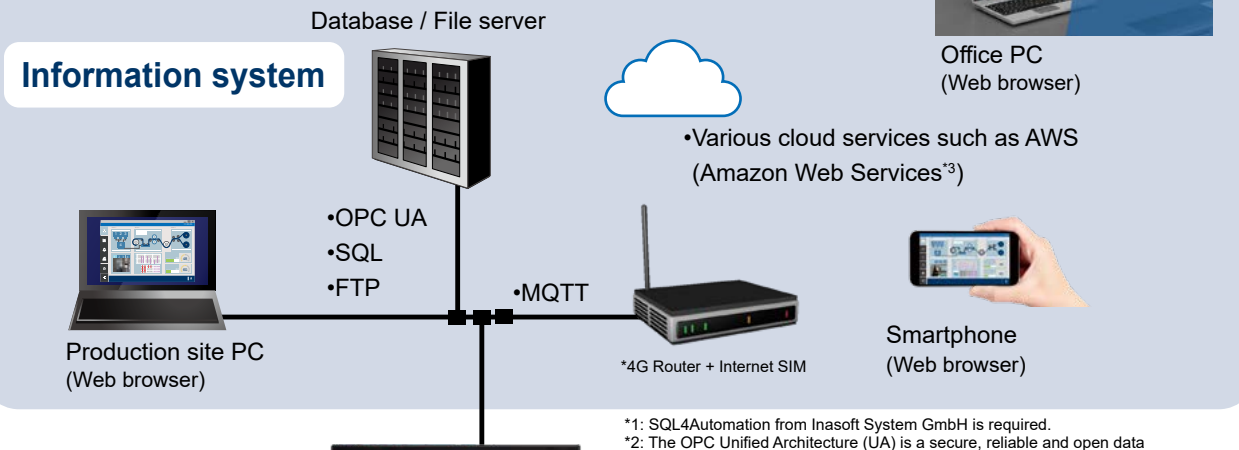 Database / File server
Information system
Office PC
(Web browser)
•Various cloud services such as AWS
(Amazon Web Services*3)
•OPC UA
•SQL
•FTP
•MQTT
Production site PC
(Web browser)
*4G Router + Internet SIM
Smartphone
(Web browser)
*1: SQL4Automation from Inasoft System GmbH is required.
*2: The OPC Unified Architecture (UA) is a secure, reliable and open data